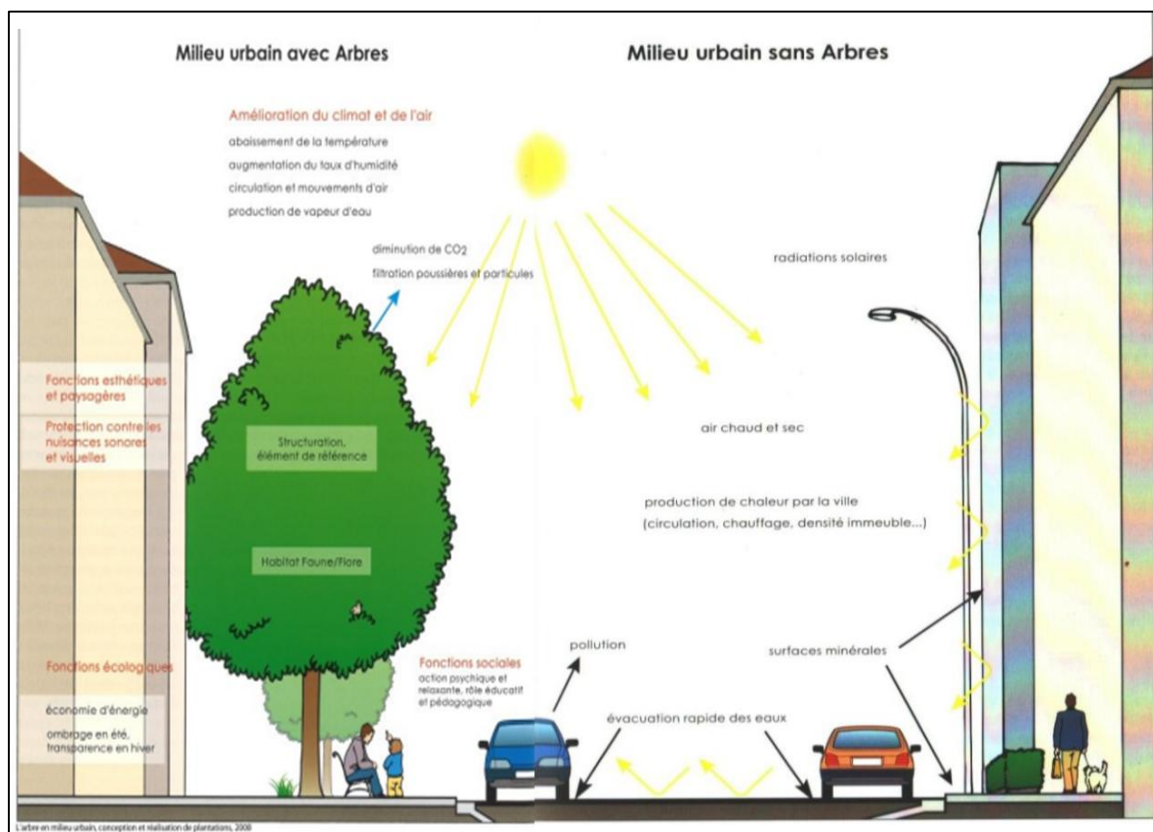 Milieu urbain avec Arbres
Milieu urbain sans Arbres
Amélioration du climat et de l'air
abaissement de la température
augmentation du taux d'humidité
circulation et mouvements d'air
production de vapeur d'eau
diminution de CO2
filtration poussières et particules
radiations solaires
Fonctions esthétiques
et paysagères
Protection contre les
nuisances sonores
et visuelles
Structuration,
élément de référence
air chaud et sec
production de chaleur par la ville
(circulation, chauffage, densité immeuble...)
Habitat Faune/Flore
Fonctions écologiques
économie d'énergie
ombrage en été,
transparence en hiver
Fonctions sociales
action psychique et
relaxante, rôle éducatif
et pédagogique
pollution
surfaces minérales
évacuation rapide des eaux
L'arbre en milieu urbain, conception et réalisation de plantations, 2008